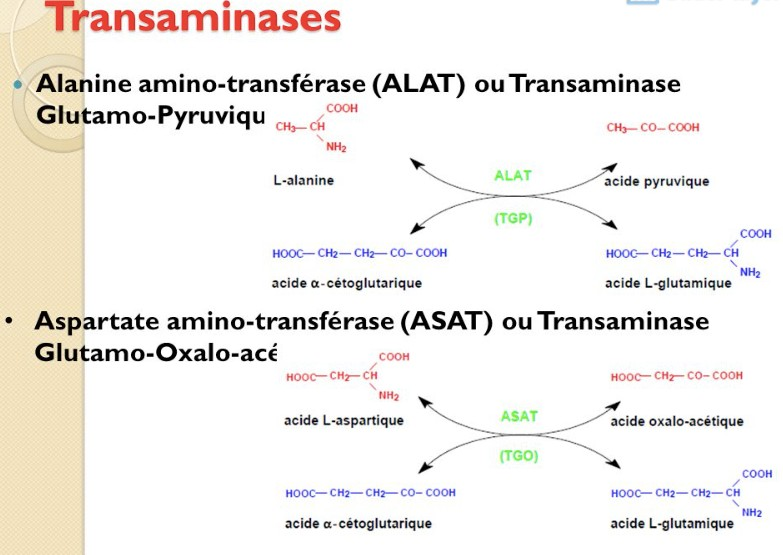 Transaminases
Alanine amino-transférase (ALAT) ou Transaminase
Glutamo-Pyruviqu
COOH
CH3— CH
NH2
L-alanine
CH3— CO— COOH
acide pyruvique
ALAT
(TGP)
HOOC— CH2— CH2— CO- COOH
acide α-cétoglutarique
COOH
HOOC— CH2— CH2— CH
NH2
acide L-glutamique
• Aspartate amino-transférase (ASAT) ou Transaminase
Glutamo-Oxalo-acé
COOH
HOOC— CH2— CH
NH2
acide L-aspartique
HOOC— CH2— CO- COOH
acide oxalo-acétique
ASAT
(TGO)
HOOC— CH2— CH2— CO- COOH
acide α-cétoglutarique
COOH
HOOC— CH2— CH2— CH
NH2
acide L-glutamique